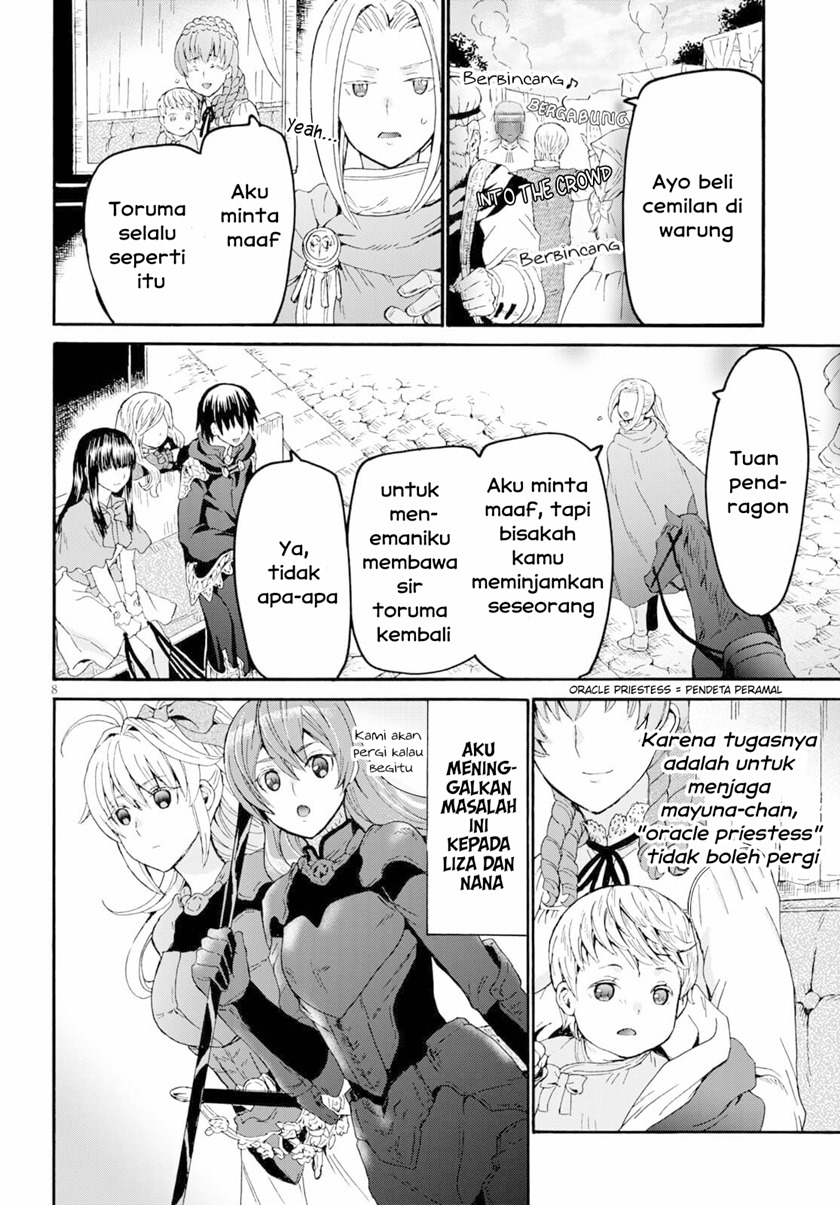 Berbincang♪
BERGABUNG
INTO THE CROWD
Ayo beli
cemilan di
warung
Berbincang
Yeah...
Aku
minta
maaf
Toruma
selalu
seperti
itu
Tuan
pend-
ragon
Aku minta
maaf, tapi
bisakah
kamu
meminjamkan
seseorang
untuk
men-
emaniku
membawa
sir
toruma
kembali
Ya,
tidak
apa-apa
8
ORACLE PRIESTESS = PENDETA PERAMAL
Karena tugasnya
adalah untuk
menjaga
mayuna-chan,
"oracle priestess"
tidak boleh pergi
AKU
MENING-
GALKAN
MASALAH
INI
KEPADA
LIZA DAN
NANA
Kami akan
pergi kalau
begitu